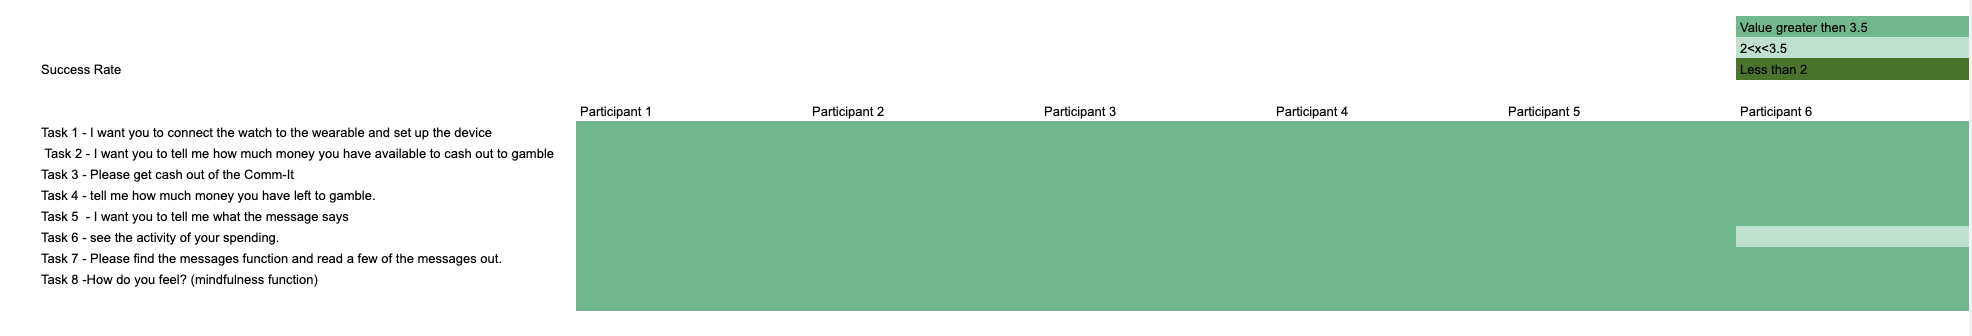 Value greater then 3.5
2<x<3.5
Success Rate
Less than 2
Participant 1 Participant 2 Participant 3 Participant 4 Participant 5 Participant 6
Task 1 - I want you to connect the watch to the wearable and set up the device
Task 2 - I want you to tell me how much money you have available to cash out to gamble
Task 3 - Please get cash out of the Comm-It
Task 4 - tell me how much money you have left to gamble.
Task 5  - I want you to tell me what the message says
Task 6 - see the activity of your spending.
Task 7 - Please find the messages function and read a few of the messages out.
Task 8 -How do you feel? (mindfulness function)